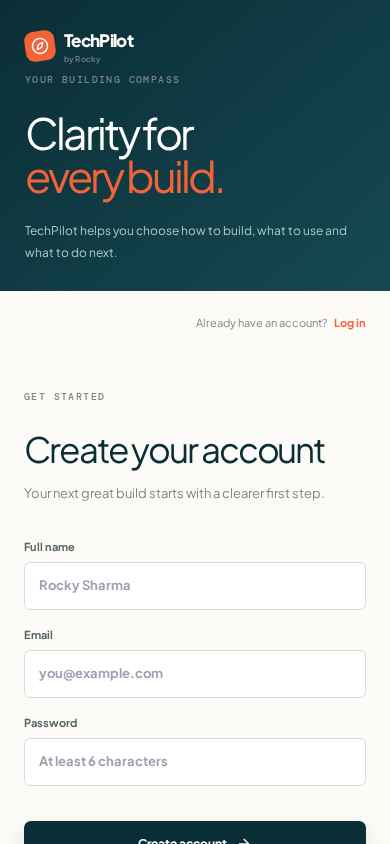 TechPilot
by Rocky
YOUR BUILDING COMPASS
Clarity for
every build.
TechPilot helps you choose how to build, what to use and
what to do next.
Already have an account? Log in
GET STARTED
Create your account
Your next great build starts with a clearer first step.
Full name
Rocky Sharma
Email
you@example.com
Password
At least 6 characters
Create account →